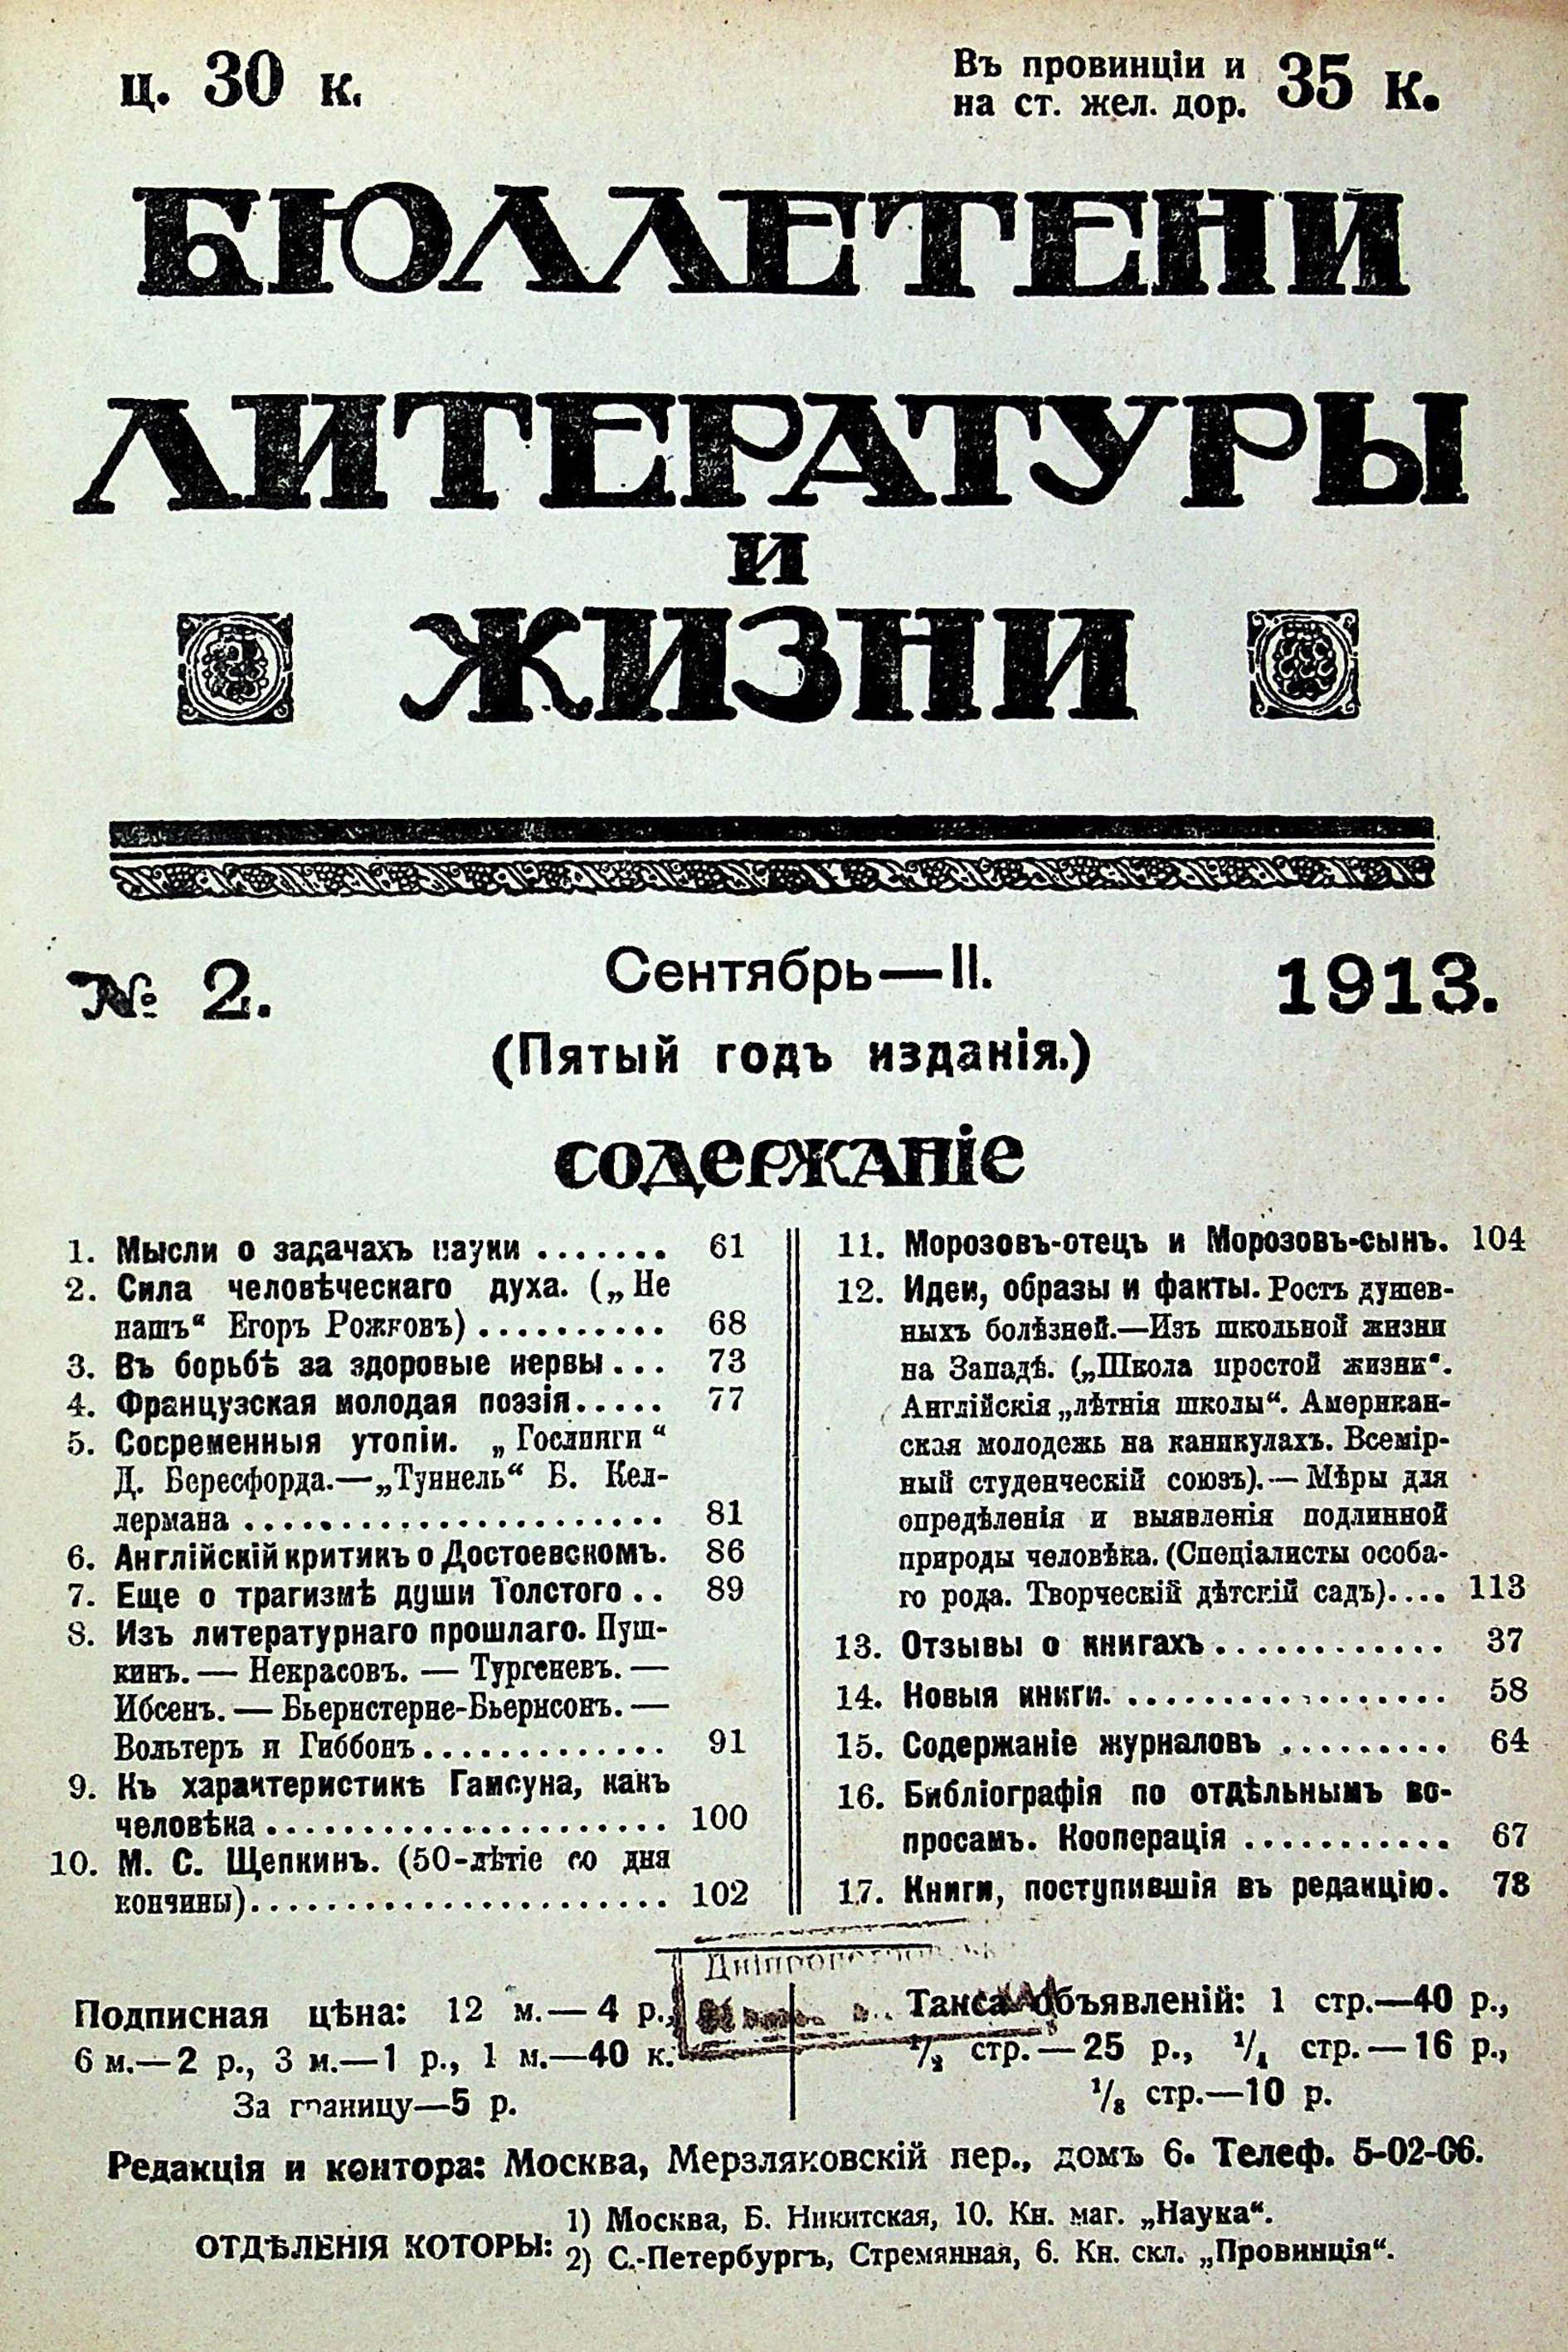 ц. 30 к.
Въ провинціи и
на ст. жел. дор. 35 к.
БЮЛЛЕТЕНИ
ЛИТЕРАТУРЫ
и
ЖИЗНИ
№ 2.
Сентябрь—II.
1913.
(Пятый годъ изданія.)
СОДЕРЖАНІЕ
1. Мысли о задачахъ науки ....... 61
2. Сила человѣческаго духа. („Не
нашъ“ Егоръ Рожковъ) .......... 68
3. Въ борьбѣ за здоровые нервы... 73
4. Французская молодая поэзія..... 77
5. Сосременныя утопіи. „Гослинги“
Д. Бересфорда.—„Туннель“ Б. Кел-
лермана ...................... 81
6. Англійскій критикъ о Достоевскомъ. 86
7. Еще о трагизмѣ души Толстого .. 89
8. Изъ литературнаго прошлаго. Пуш-
кинъ. — Некрасовъ. — Тургеневъ. —
Ибсенъ. — Бьернстерне-Бьернсонъ. —
Вольтеръ и Гиббонъ............. 91
9. Къ характеристикѣ Гамсуна, какъ
человѣка ..................... 100
10. М. С. Щепкинъ. (50-лѣтіе со дня
кончины)...................... 102
11. Морозовъ-отецъ и Морозовъ-сынъ. 104
12. Идеи, образы и факты. Ростъ душев-
ныхъ болѣзней.—Изъ школьной жизни
на Западѣ. („Школа простой жизни“.
Англійскія „лѣтнія школы“. Американ-
ская молодежь на каникулахъ. Всемір-
ный студенческій союзъ).— Мѣры для
опредѣленія и выявленія подлинной
природы человѣка. (Спеціалисты особа-
го рода. Творческій дѣтскій садъ).... 113
13. Отзывы о книгахъ ............. 37
14. Новыя книги. ................. 58
15. Содержаніе журналовъ ......... 64
16. Библіографія по отдѣльнымъ во-
просамъ. Кооперація ........... 67
17. Книги, поступившія въ редакцію. 78
Подписная цѣна: 12 м.— 4 р.,
6 м.—2 р., 3 м.—1 р., 1 м.—40 к.
За границу—5 р.
Такса объявленій: 1 стр.—40 р.,
1/2 стр.—25 р., 1/4 стр.—16 р.,
1/8 стр.—10 р.
Редакція и контора: Москва, Мерзляковскій пер., домъ 6. Телеф. 5-02-06.
ОТДѢЛЕНІЯ КОТОРЫ:
1) Москва, Б. Никитская, 10. Кн. маг. „Наука“.
2) С.-Петербургъ, Стремянная, 6. Кн. скл. „Провинція“.